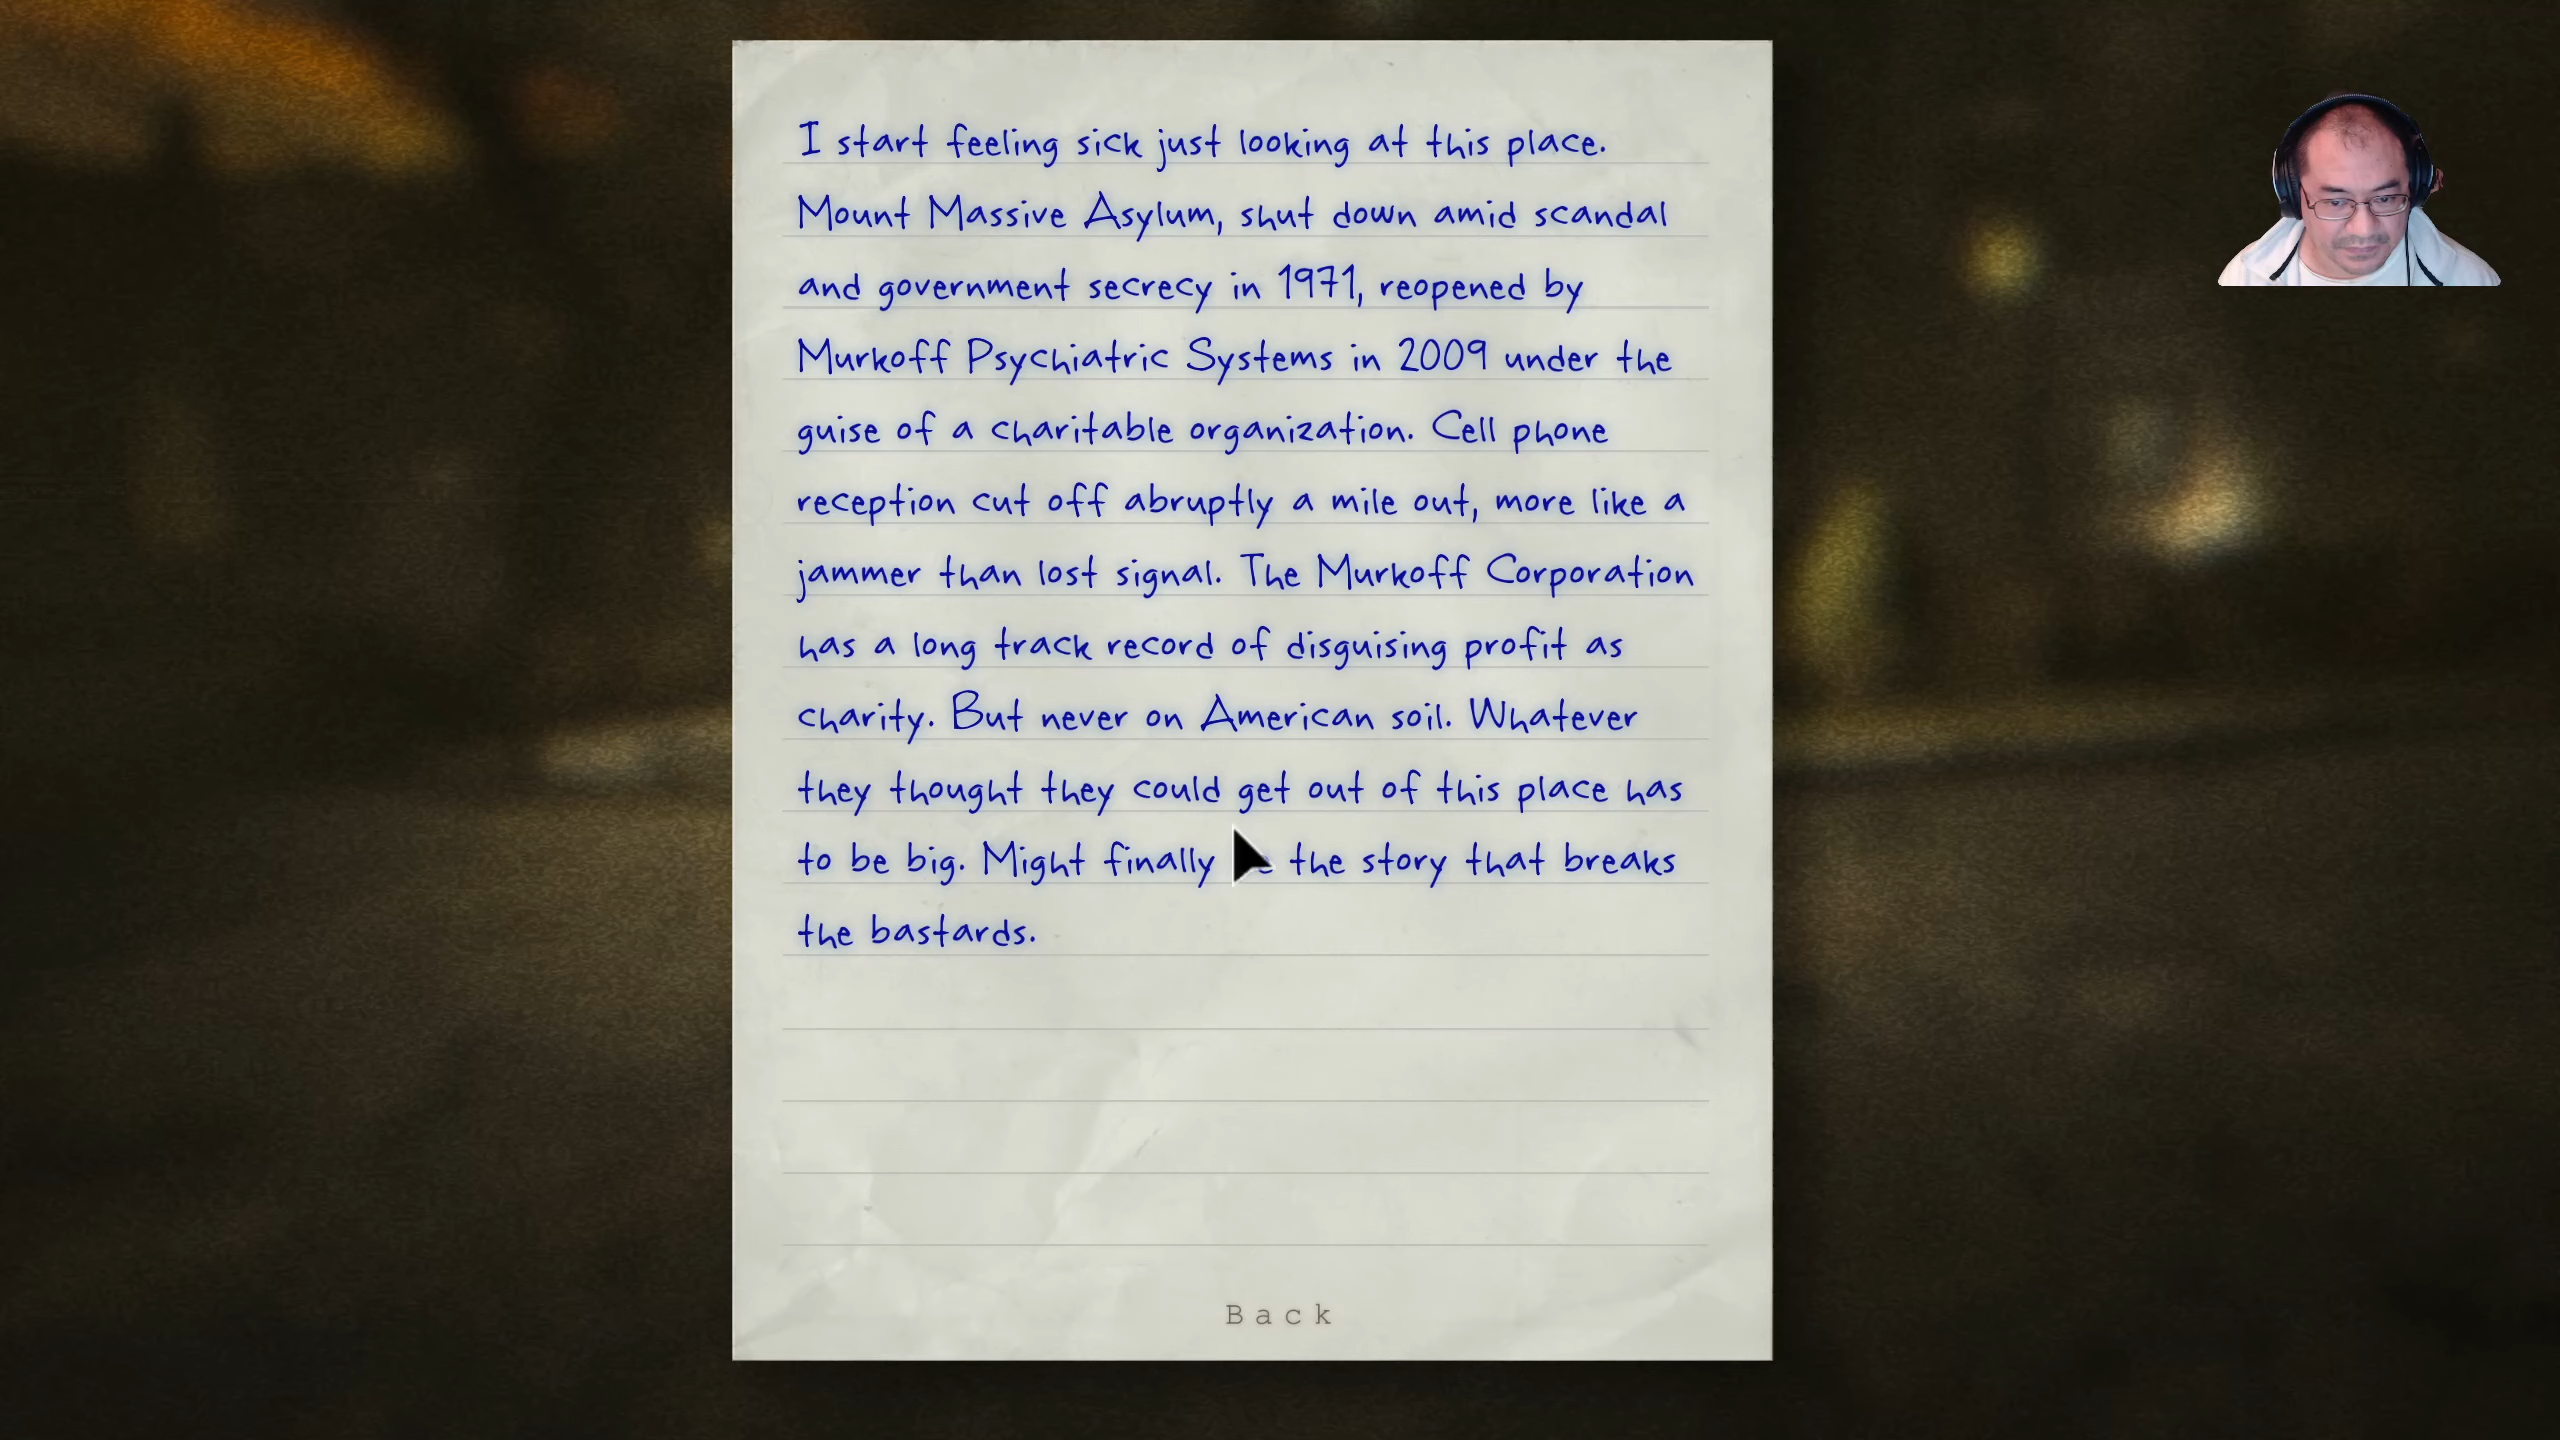 I start feeling sick just looking at this place.
Mount Massive Asylum, shut down amid scandal
and government secrecy in 1971, reopened by
Murkoff Psychiatric Systems in 2009 under the
guise of a charitable organization. Cell phone
reception cut off abruptly a mile out, more like a
jammer than lost signal. The Murkoff Corporation
has a long track record of disguising profit as
charity. But never on American soil. Whatever
they thought they could get out of this place has
to be big. Might finally the story that breaks
the bastards.
Back